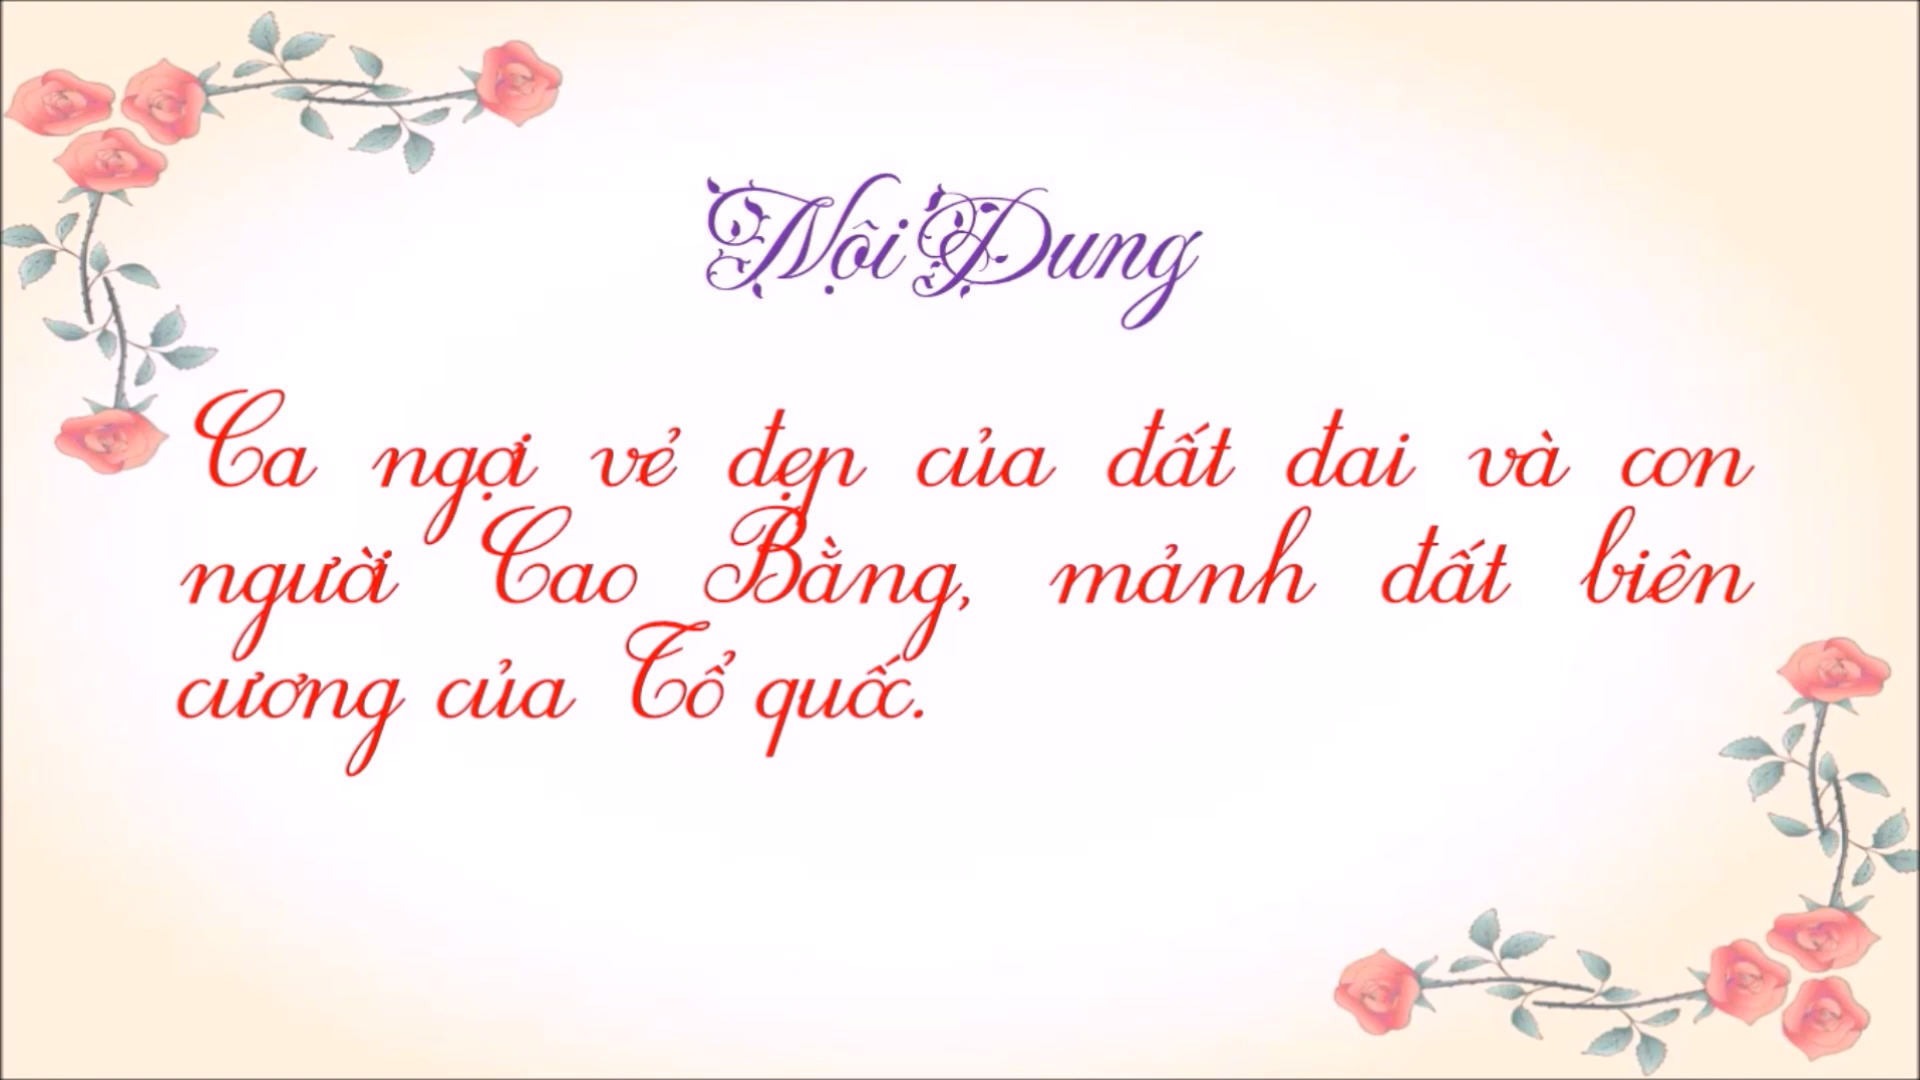 Nội Dung
Ca ngợi vẻ đẹp của đất đai và con
người Cao Bằng, mảnh đất biên
cương của Tổ quốc.